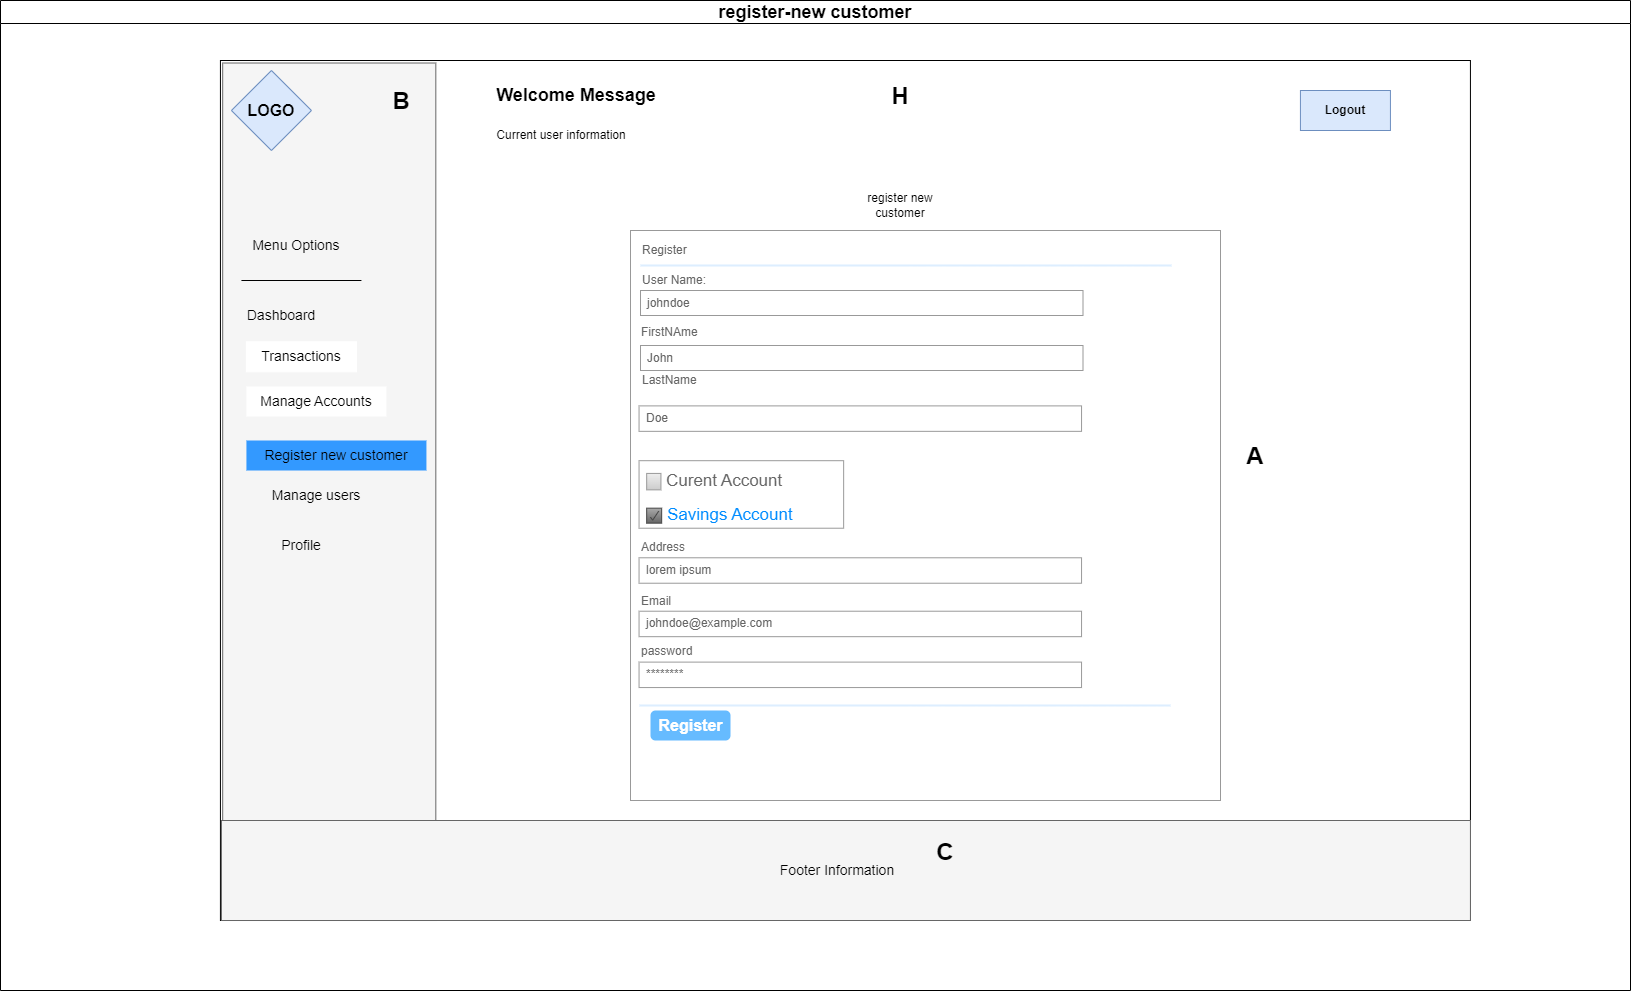 register-new customer
LOGO
B
Welcome Message
H
Logout
Current user information
Menu Options
Dashboard
Transactions
Manage Accounts
Register new customer
Manage users
Profile
register new
customer
Register
User Name:
johndoe
FirstNAme
John
LastName
Doe
Curent Account
Savings Account
Address
lorem ipsum
Email
johndoe@example.com
password
********
Register
A
C
Footer Information